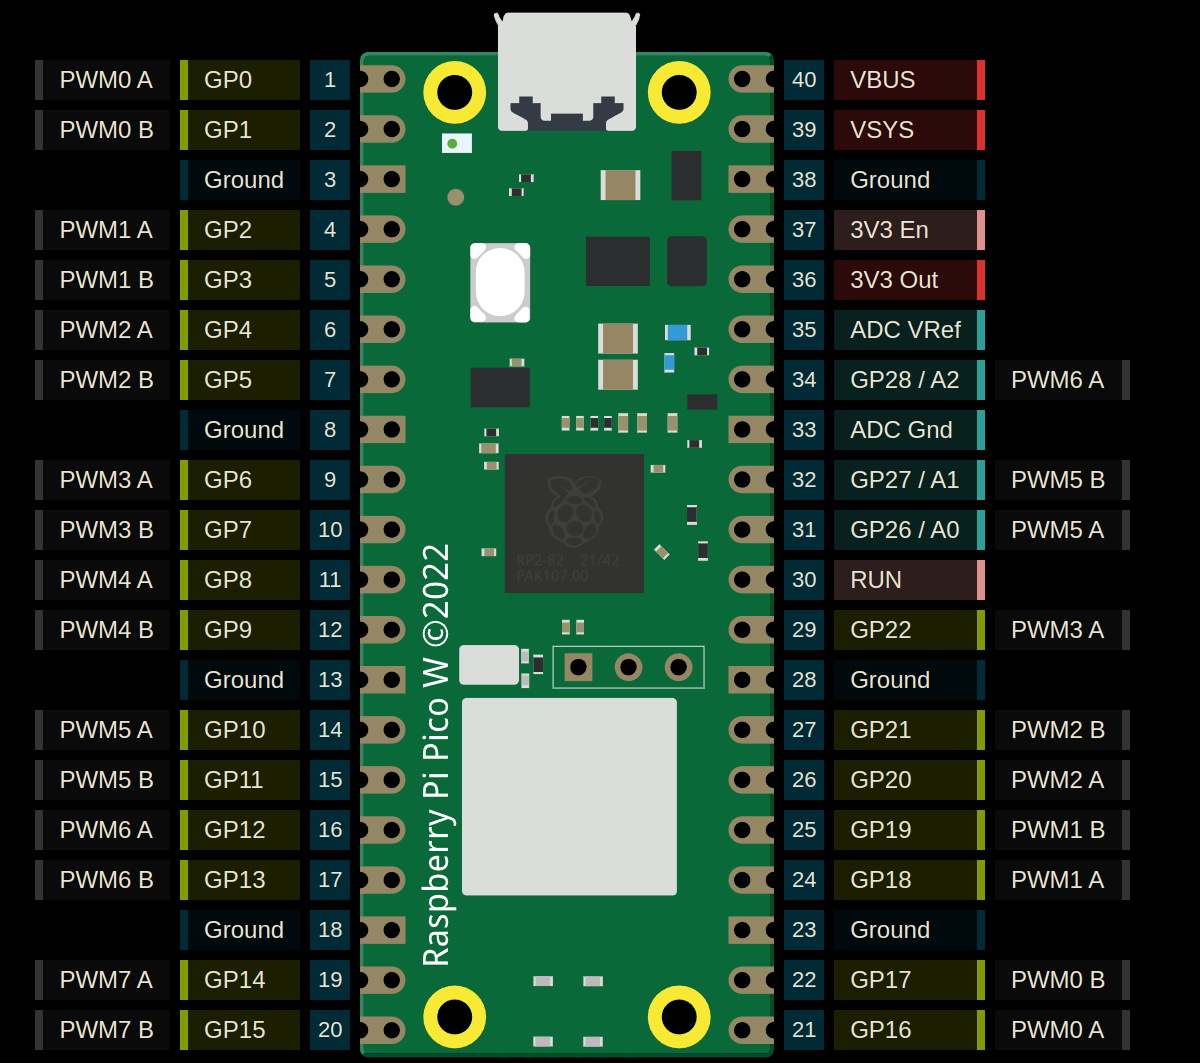 PWM0 A GP0 1 40 VBUS
PWM0 B GP1 2 39 VSYS
Ground 3 38 Ground
PWM1 A GP2 4 37 3V3 En
PWM1 B GP3 5 36 3V3 Out
PWM2 A GP4 6 35 ADC VRef
PWM2 B GP5 7 34 GP28 / A2 PWM6 A
Ground 8 33 ADC Gnd
PWM3 A GP6 9 32 GP27 / A1 PWM5 B
PWM3 B GP7 10 31 GP26 / A0 PWM5 A
PWM4 A GP8 11 30 RUN
PWM4 B GP9 12 29 GP22 PWM3 A
Ground 13 28 Ground
PWM5 A GP10 14 27 GP21 PWM2 B
PWM5 B GP11 15 26 GP20 PWM2 A
PWM6 A GP12 16 25 GP19 PWM1 B
PWM6 B GP13 17 24 GP18 PWM1 A
Ground 18 23 Ground
PWM7 A GP14 19 22 GP17 PWM0 B
PWM7 B GP15 20 21 GP16 PWM0 A
RP2-82 21/42
PAK107.00
Raspberry Pi Pico W ©2022